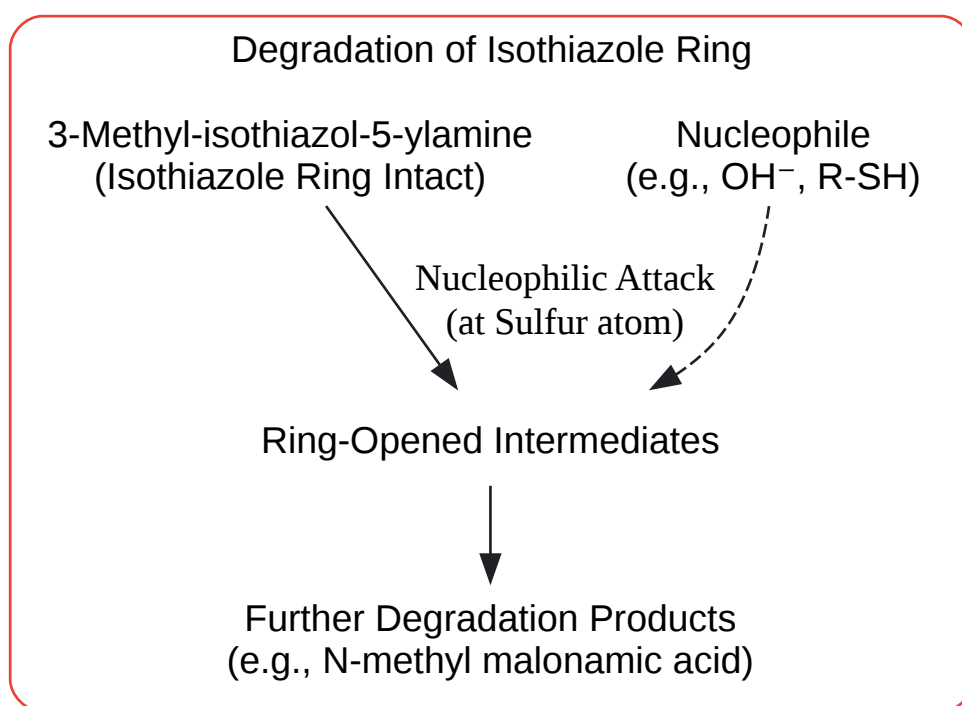 Degradation of Isothiazole Ring
3-Methyl-isothiazol-5-ylamine
(Isothiazole Ring Intact)
Nucleophile
(e.g., OH⁻, R-SH)
Nucleophilic Attack
(at Sulfur atom)
Ring-Opened Intermediates
Further Degradation Products
(e.g., N-methyl malonamic acid)